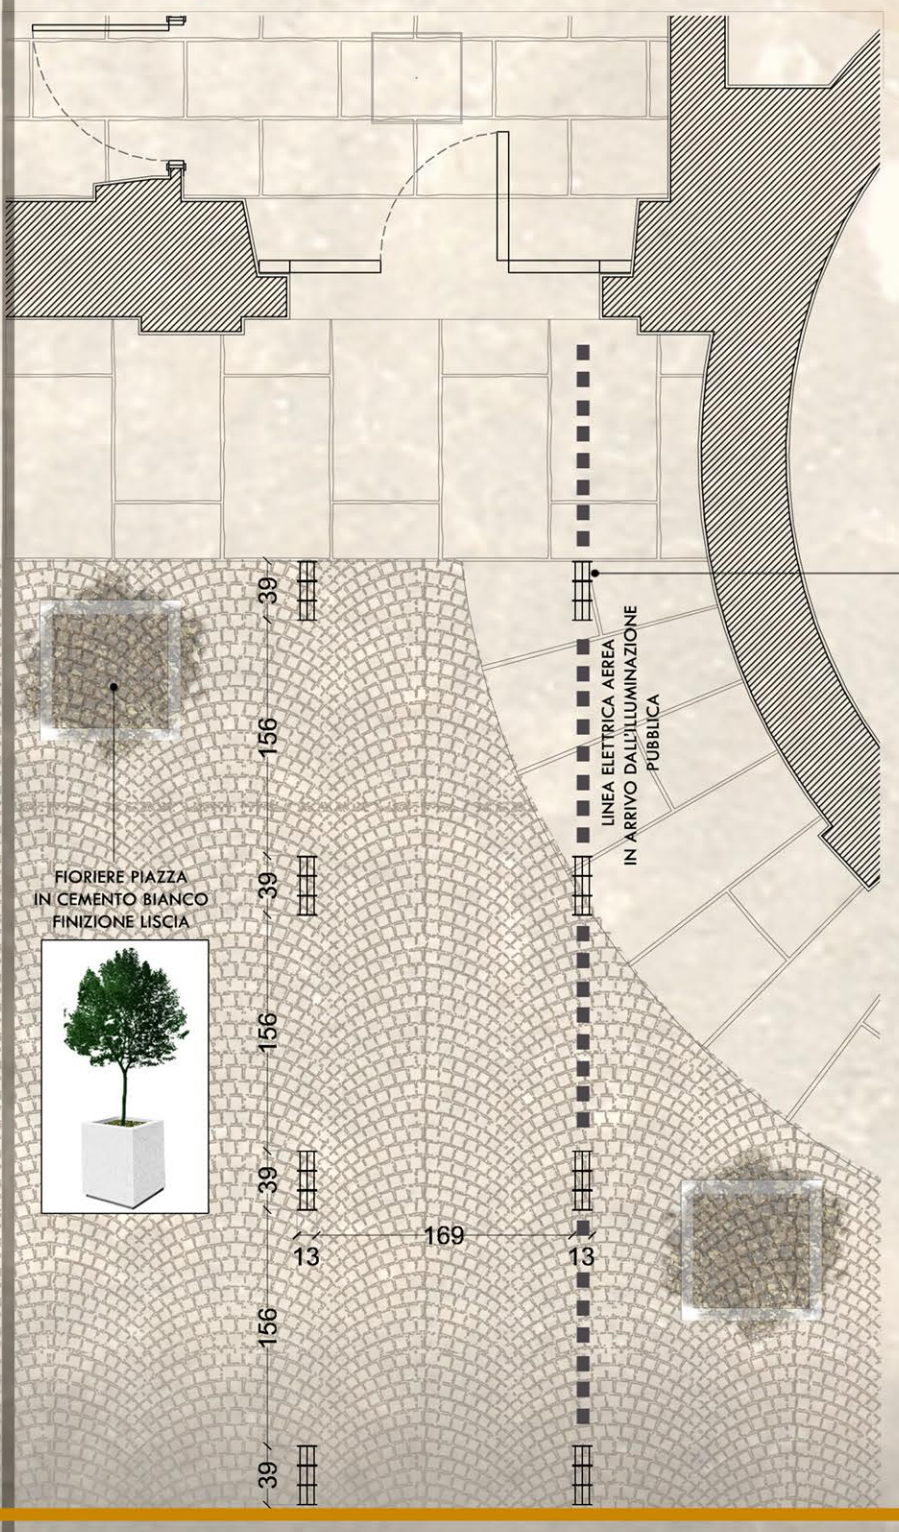 39
156
LINEA ELETTRICA AEREA
IN ARRIVO DALL'ILLUMINAZIONE
PUBBLICA
FIORIERE PIAZZA
IN CEMENTO BIANCO
FINIZIONE LISCIA
39
156
39
169
13
13
156
39